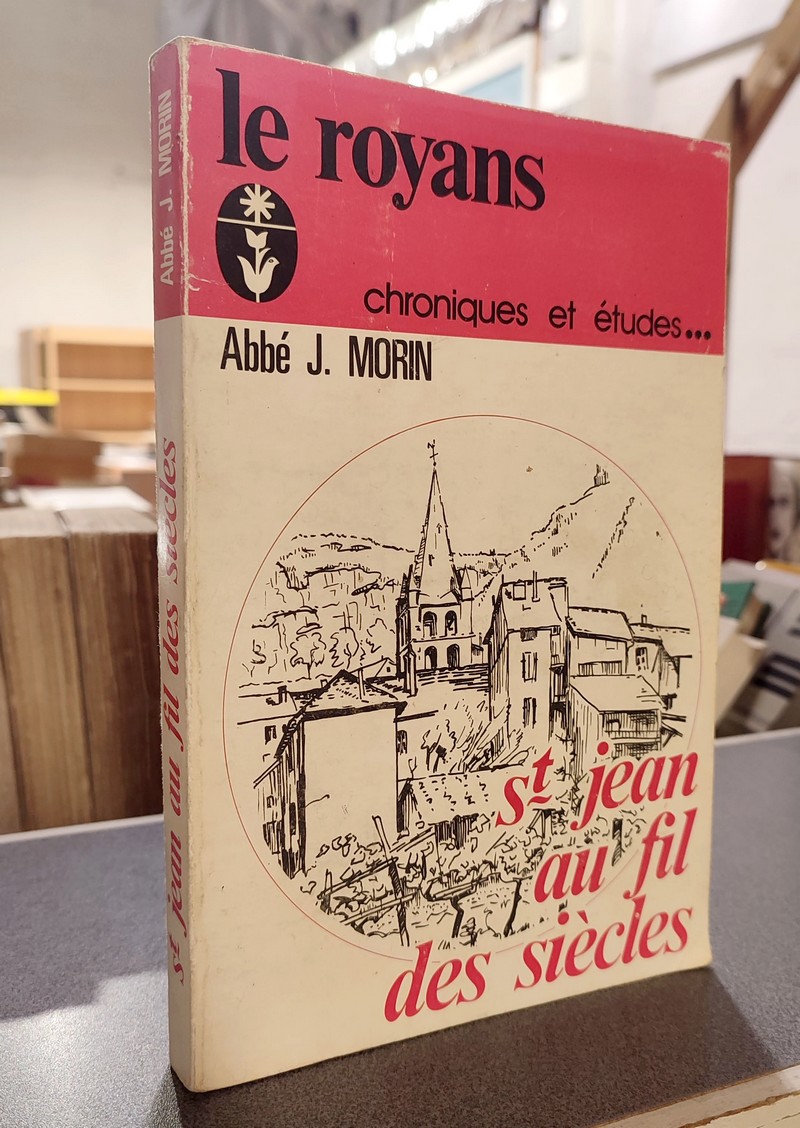 le royans
chroniques et études...
Abbé J. MORIN
st jean
au fil
des siècles
Abbé J. MORIN
st jean au fil des siècles